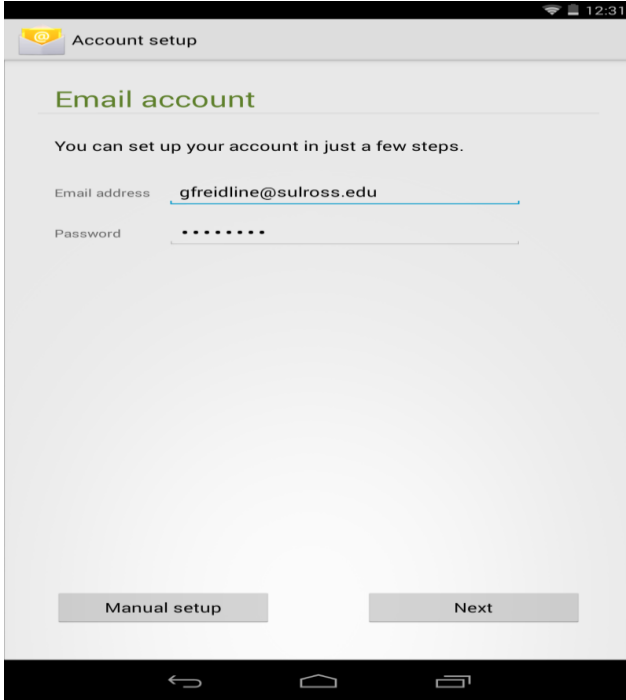 12:31
Account setup
Email account
You can set up your account in just a few steps.
Email address gfreidline@sulross.edu
Password ••••••••
Manual setup Next